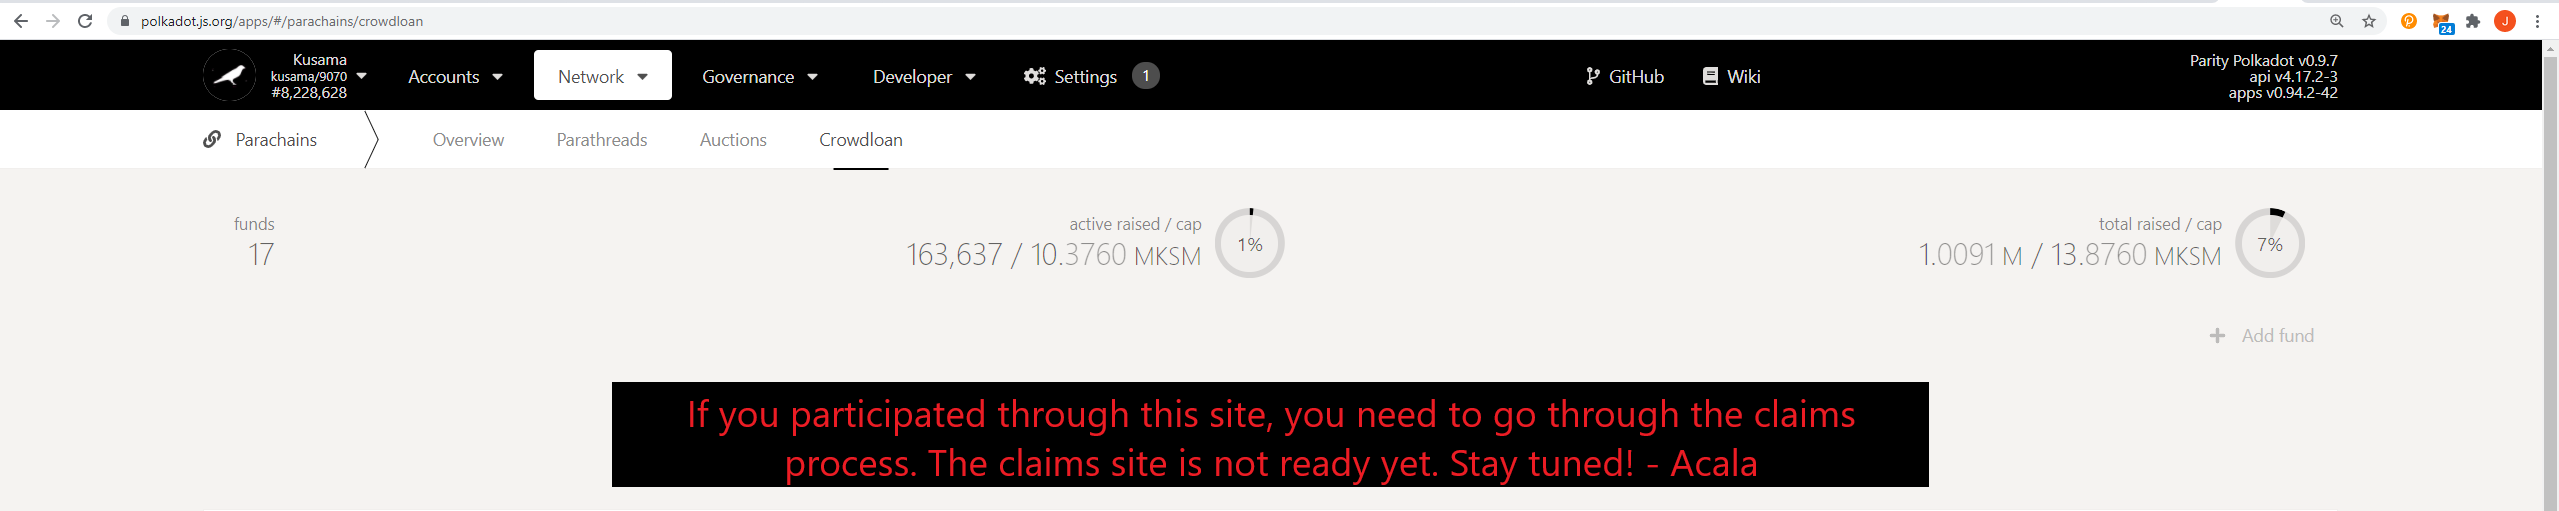 polkadot.js.org/apps/#/parachains/crowdloan
24
J
Kusama
kusama/9070
#8,228,628
Accounts
Network
Governance
Developer
Settings
1
GitHub
Wiki
Parity Polkadot v0.9.7
api v4.17.2-3
apps v0.94.2-42
Parachains
Overview
Parathreads
Auctions
Crowdloan
funds
17
active raised / cap
163,637 / 10.3760 MKSM
1%
total raised / cap
1.0091 M / 13.8760 MKSM
7%
Add fund
If you participated through this site, you need to go through the claims
process. The claims site is not ready yet. Stay tuned! - Acala